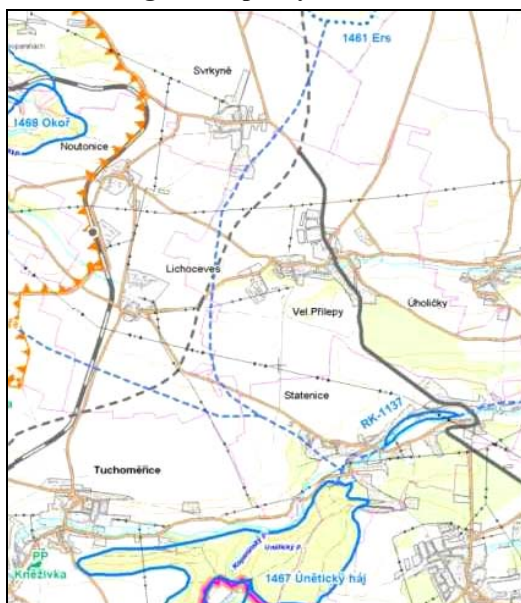 1461 Ers
Svrkyně
1468 Okoř
Noutonice
Lichoceves
Úholičky
Vel.Přílepy
Statenice
RK-1137
Tuchoměřice
Únětický p.
PP
Kněživka
1467 Únětický háj